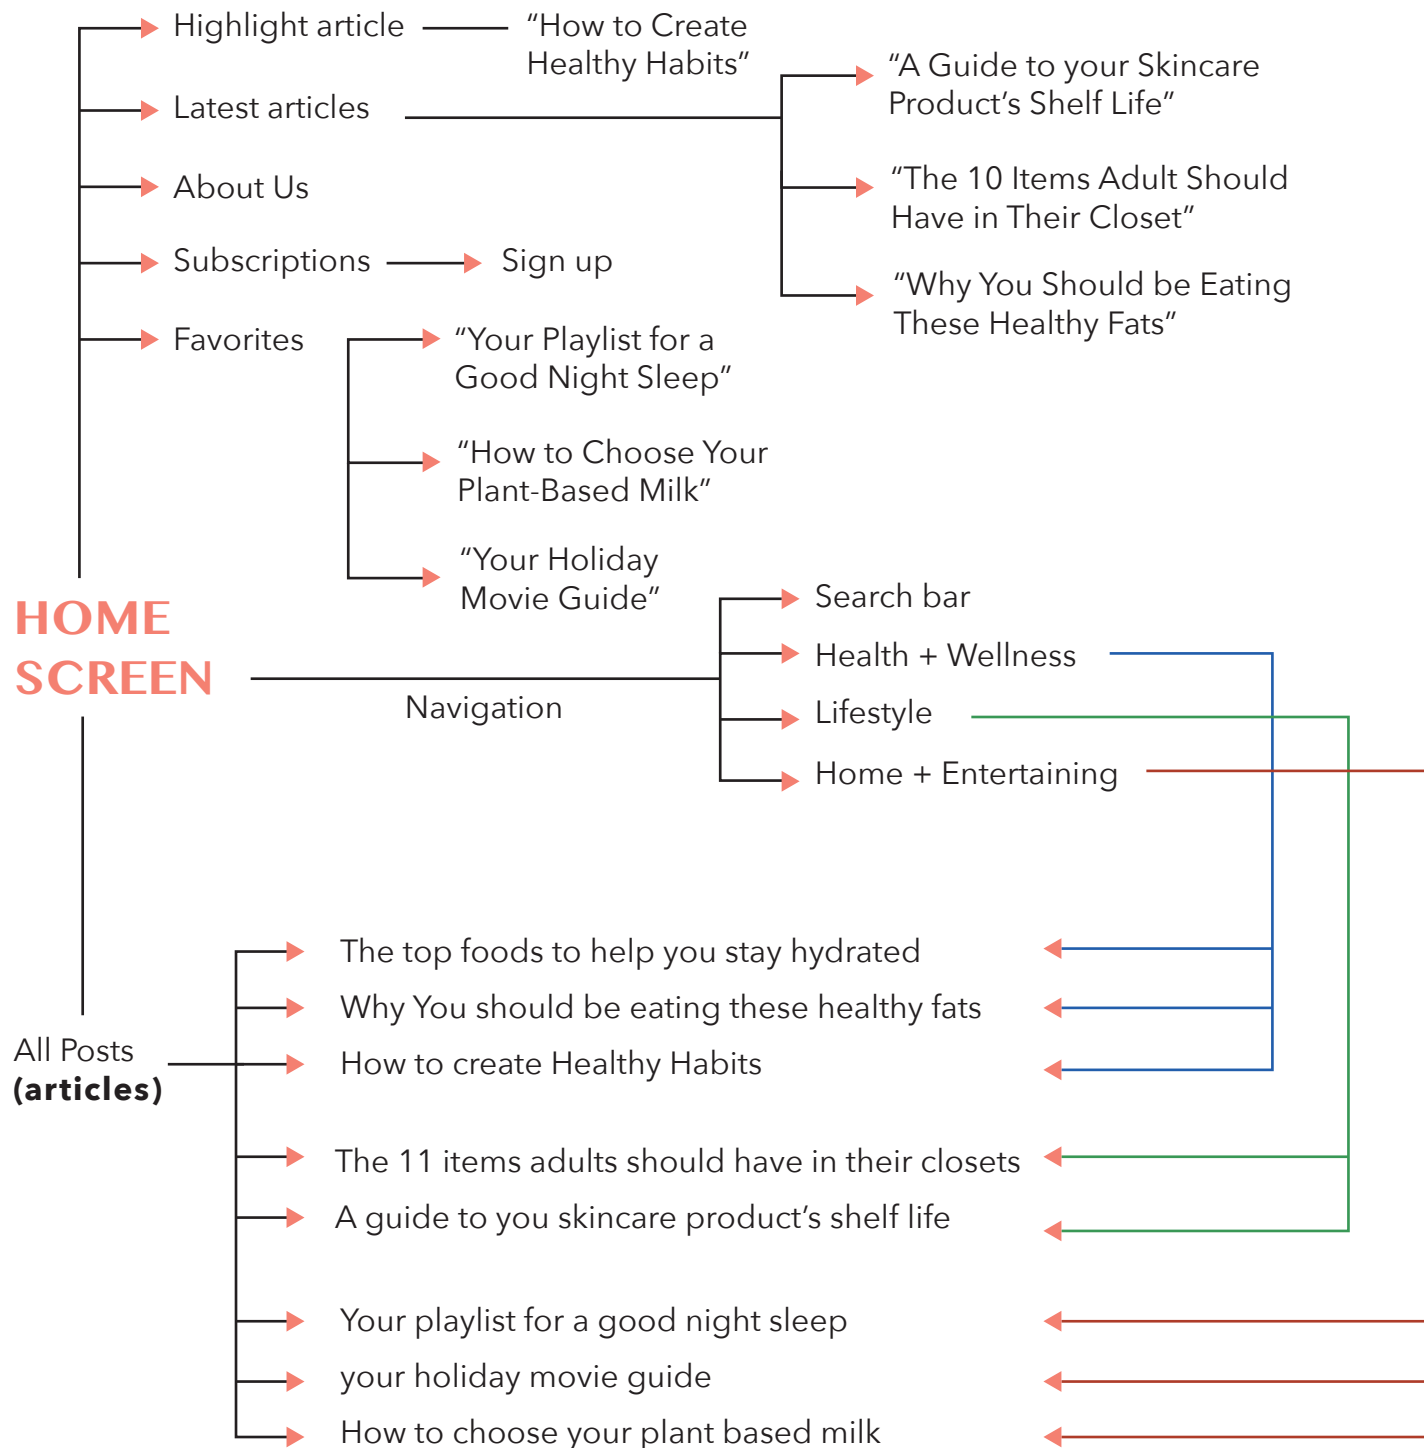 Highlight article
“How to Create
Healthy Habits”
Latest articles
“A Guide to your Skincare
Product’s Shelf Life”
About Us
“The 10 Items Adult Should
Have in Their Closet”
Subscriptions
Sign up
“Why You Should be Eating
These Healthy Fats”
Favorites
“Your Playlist for a
Good Night Sleep”
“How to Choose Your
Plant-Based Milk”
“Your Holiday
Movie Guide”
HOME
SCREEN
Navigation
Search bar
Health + Wellness
Lifestyle
Home + Entertaining
All Posts
(articles)
The top foods to help you stay hydrated
Why You should be eating these healthy fats
How to create Healthy Habits
The 11 items adults should have in their closets
A guide to you skincare product’s shelf life
Your playlist for a good night sleep
your holiday movie guide
How to choose your plant based milk